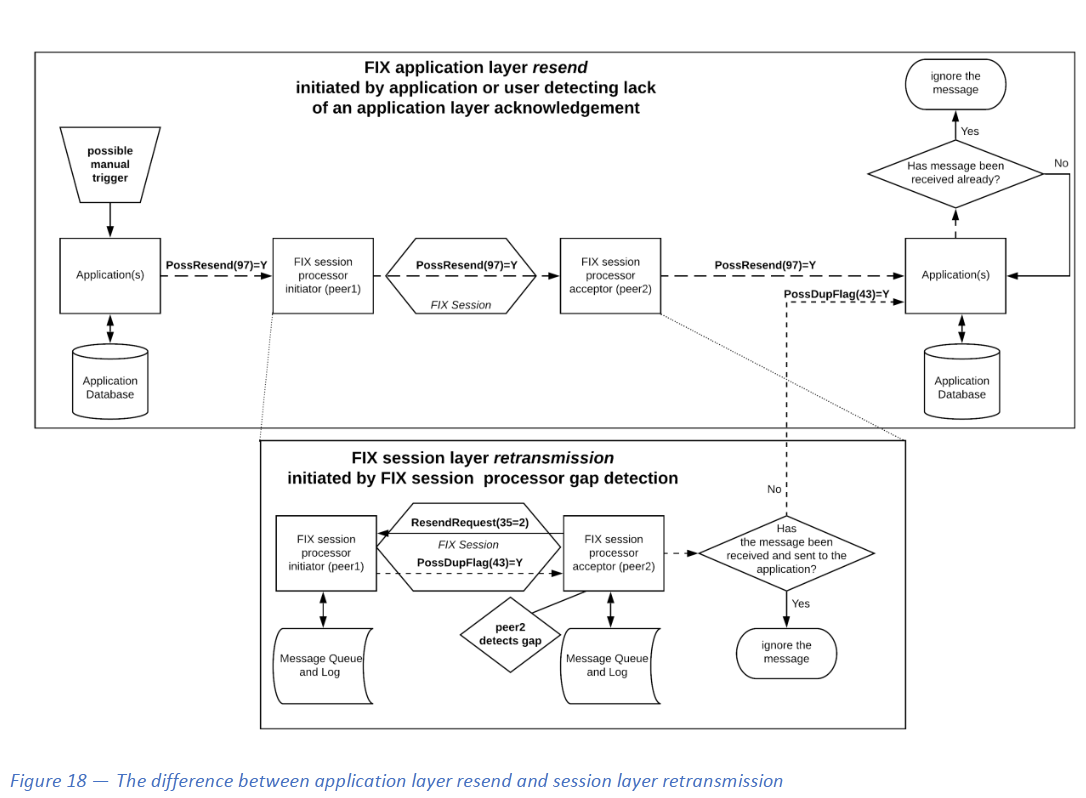 FIX application layer resend
initiated by application or user detecting lack
of an application layer acknowledgement
ignore the
message
Yes
Has message been
received already?
No
possible
manual
trigger
Application(s)
PossResend(97)=Y
FIX session
processor
initiator (peer1)
PossResend(97)=Y
FIX Session
FIX session
processor
acceptor (peer2)
PossResend(97)=Y
PossDupFlag(43)=Y
Application(s)
Application
Database
Application
Database
FIX session layer retransmission
initiated by FIX session processor gap detection
FIX session
processor
initiator (peer1)
ResendRequest(35=2)
FIX Session
PossDupFlag(43)=Y
FIX session
processor
acceptor (peer2)
No
Has
the message been
received and sent to the
application?
Yes
ignore the
message
peer2
detects gap
Message Queue
and Log
Message Queue
and Log
Figure 18 — The difference between application layer resend and session layer retransmission